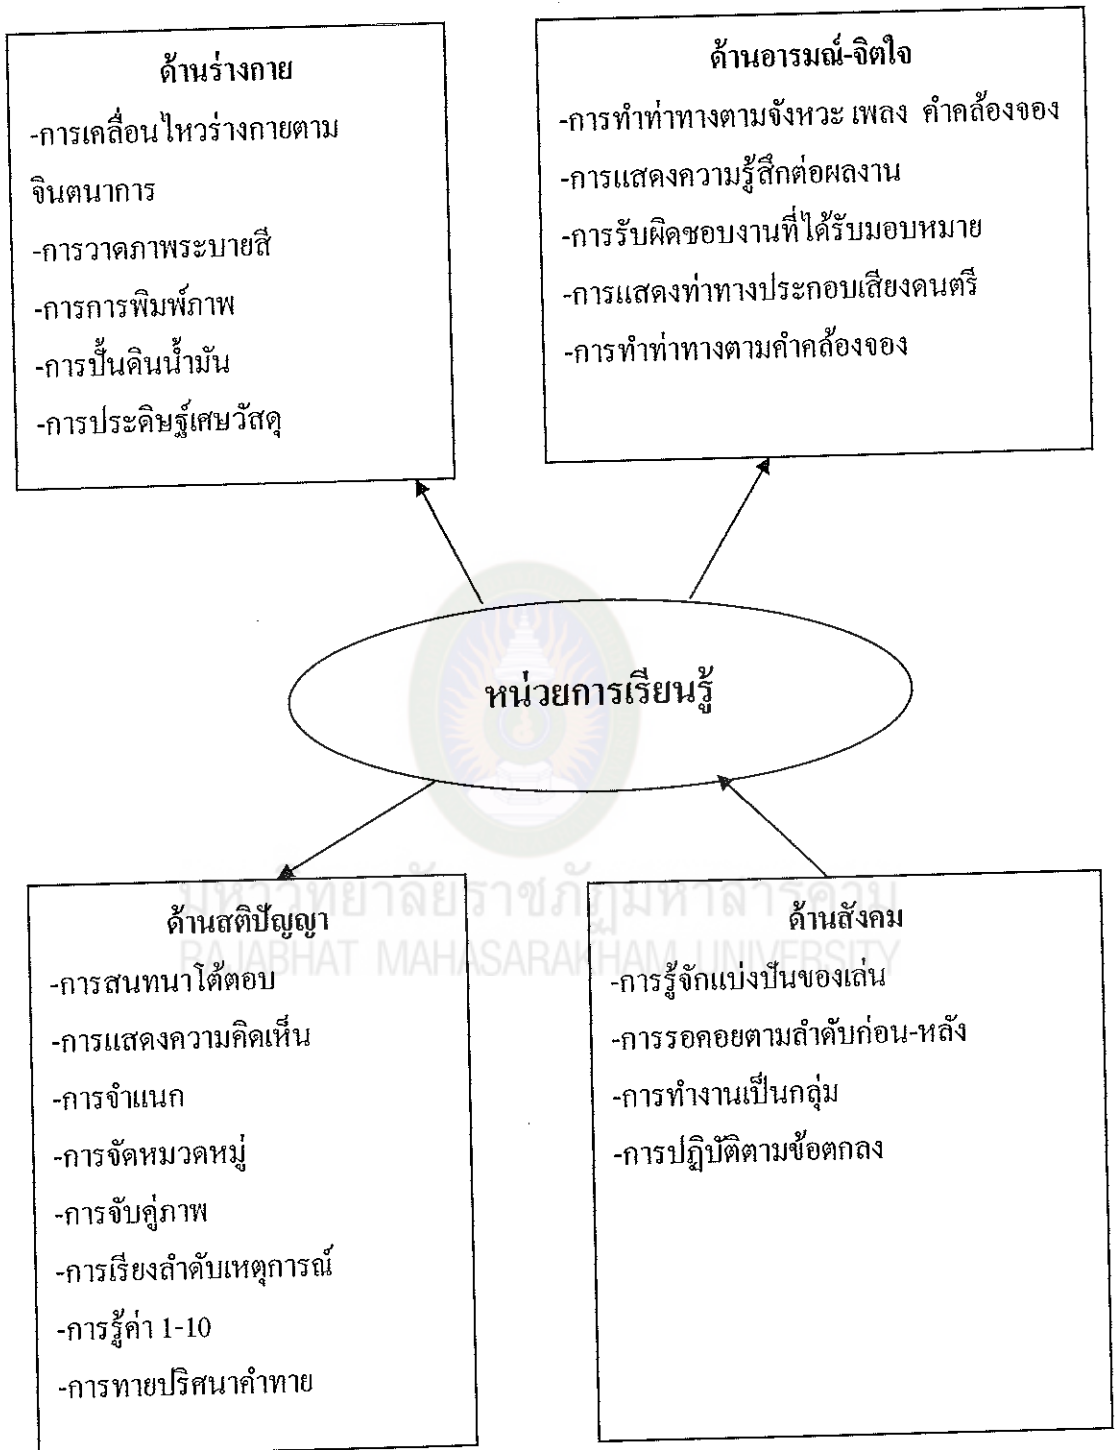 ด้านร่างกาย
-การเคลื่อนไหวร่างกายตาม
จินตนาการ
-การวาดภาพระบายสี
-การการพิมพ์ภาพ
-การปั้นดินน้ำมัน
-การประดิษฐ์เศษวัสดุ
ด้านอารมณ์-จิตใจ
-การทำท่าทางตามจังหวะ เพลง คำคล้องจอง
-การแสดงความรู้สึกต่อผลงาน
-การรับผิดชอบงานที่ได้รับมอบหมาย
-การแสดงท่าทางประกอบเสียงดนตรี
-การทำท่าทางตามคำคล้องจอง
หน่วยการเรียนรู้
มหาวิทยาลัยราชภัฏมหาสารคาม
RAJABHAT MAHASARAKHAM UNIVERSITY
ด้านสติปัญญา
-การสนทนาโต้ตอบ
-การแสดงความคิดเห็น
-การจำแนก
-การจัดหมวดหมู่
-การจับคู่ภาพ
-การเรียงลำดับเหตุการณ์
-การรู้ค่า 1-10
-การทายปริศนาคำทาย
ด้านสังคม
-การรู้จักแบ่งปันของเล่น
-การรอคอยตามลำดับก่อน-หลัง
-การทำงานเป็นกลุ่ม
-การปฏิบัติตามข้อตกลง